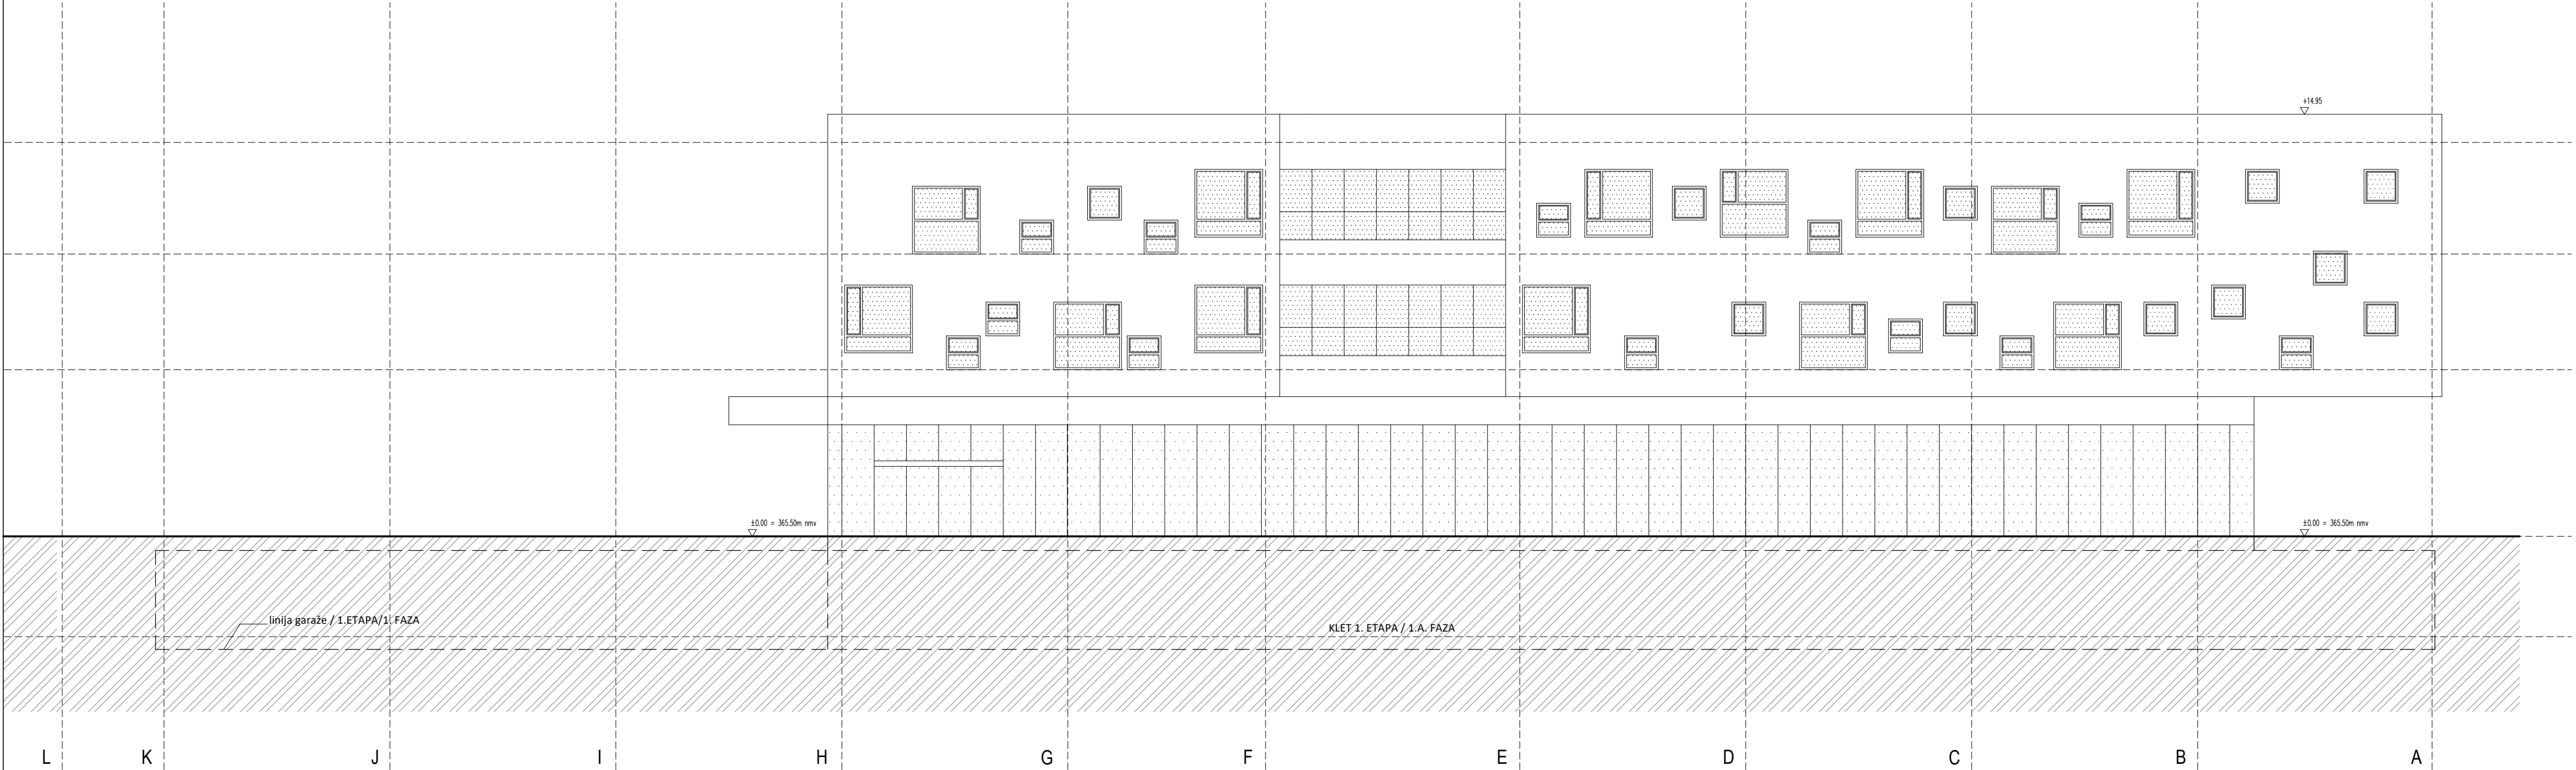 +14.95
±0.00 = 365.50m nmv
±0.00 = 365.50m nmv
linija garaže / 1.ETAPA/1. FAZA
KLET 1. ETAPA / 1.A. FAZA
L K J I H G F E D C B A